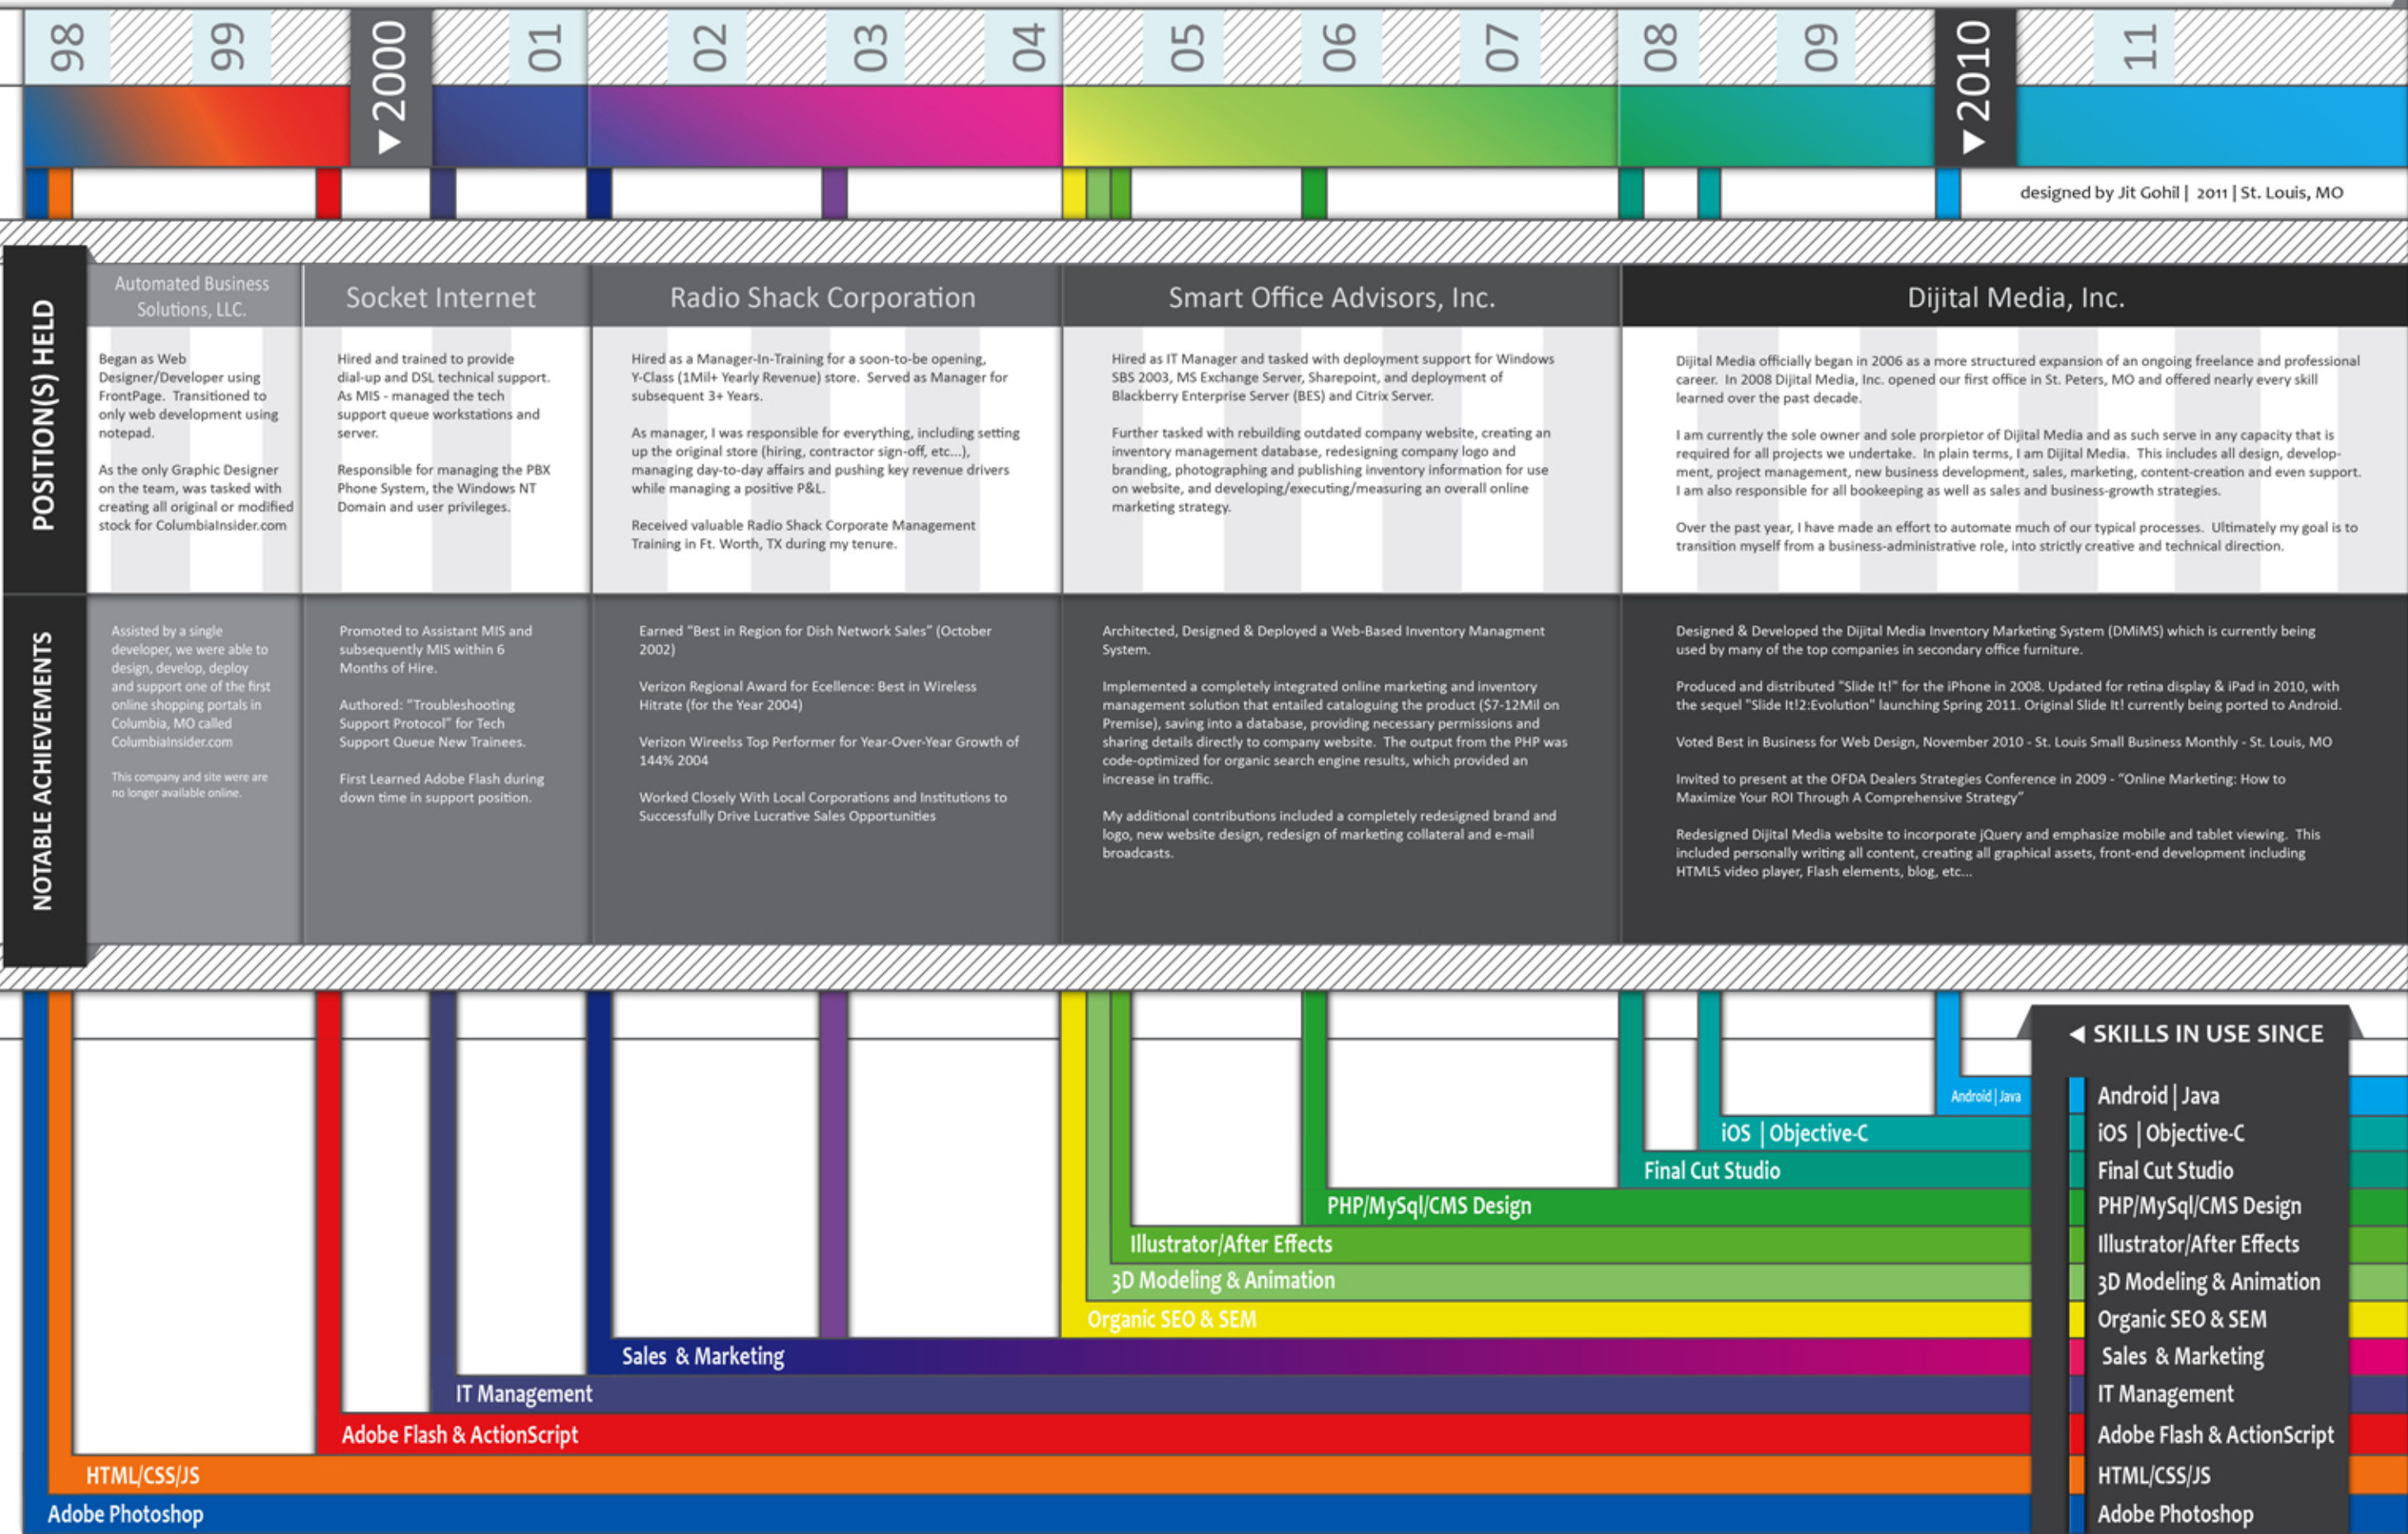 98
99
▼2000
01
02
03
04
05
06
07
08
09
▼2010
11
designed by Jit Gohil | 2011 | St. Louis, MO
POSITION(S) HELD
Automated Business
Solutions, LLC.
Began as Web
Designer/Developer using
FrontPage. Transitioned to
only web development using
notepad.
As the only Graphic Designer
on the team, was tasked with
creating all original or modified
stock for ColumbiaInsider.com
Socket Internet
Hired and trained to provide
dial-up and DSL technical support.
As MIS - managed the tech
support queue workstations and
server.
Responsible for managing the PBX
Phone System, the Windows NT
Domain and user privileges.
Radio Shack Corporation
Hired as a Manager-In-Training for a soon-to-be opening,
Y-Class (1Mil+ Yearly Revenue) store. Served as Manager for
subsequent 3+ Years.
As manager, I was responsible for everything, including setting
up the original store (hiring, contractor sign-off, etc...),
managing day-to-day affairs and pushing key revenue drivers
while managing a positive P&L.
Received valuable Radio Shack Corporate Management
Training in Ft. Worth, TX during my tenure.
Smart Office Advisors, Inc.
Hired as IT Manager and tasked with deployment support for Windows
SBS 2003, MS Exchange Server, Sharepoint, and deployment of
Blackberry Enterprise Server (BES) and Citrix Server.
Further tasked with rebuilding outdated company website, creating an
inventory management database, redesigning company logo and
branding, photographing and publishing inventory information for use
on website, and developing/executing/measuring an overall online
marketing strategy.
Dijital Media, Inc.
Dijital Media officially began in 2006 as a more structured expansion of an ongoing freelance and professional
career. In 2008 Dijital Media, Inc. opened our first office in St. Peters, MO and offered nearly every skill
learned over the past decade.
I am currently the sole owner and sole prorpietor of Dijital Media and as such serve in any capacity that is
required for all projects we undertake. In plain terms, I am Dijital Media. This includes all design, develop-
ment, project management, new business development, sales, marketing, content-creation and even support.
I am also responsible for all bookeeping as well as sales and business-growth strategies.
Over the past year, I have made an effort to automate much of our typical processes. Ultimately my goal is to
transition myself from a business-administrative role, into strictly creative and technical direction.
NOTABLE ACHIEVEMENTS
Assisted by a single
developer, we were able to
design, develop, deploy
and support one of the first
online shopping portals in
Columbia, MO called
ColumbiaInsider.com
This company and site were are
no longer available online.
Promoted to Assistant MIS and
subsequently MIS within 6
Months of Hire.
Authored: “Troubleshooting
Support Protocol” for Tech
Support Queue New Trainees.
First Learned Adobe Flash during
down time in support position.
Earned “Best in Region for Dish Network Sales” (October
2002)
Verizon Regional Award for Ecellence: Best in Wireless
Hitrate (for the Year 2004)
Verizon Wireelss Top Performer for Year-Over-Year Growth of
144% 2004
Worked Closely With Local Corporations and Institutions to
Successfully Drive Lucrative Sales Opportunities
Architected, Designed & Deployed a Web-Based Inventory Managment
System.
Implemented a completely integrated online marketing and inventory
management solution that entailed cataloguing the product ($7-12Mil on
Premise), saving into a database, providing necessary permissions and
sharing details directly to company website. The output from the PHP was
code-optimized for organic search engine results, which provided an
increase in traffic.
My additional contributions included a completely redesigned brand and
logo, new website design, redesign of marketing collateral and e-mail
broadcasts.
Designed & Developed the Dijital Media Inventory Marketing System (DMiMS) which is currently being
used by many of the top companies in secondary office furniture.
Produced and distributed "Slide It!" for the iPhone in 2008. Updated for retina display & iPad in 2010, with
the sequel "Slide It!2:Evolution" launching Spring 2011. Original Slide It! currently being ported to Android.
Voted Best in Business for Web Design, November 2010 - St. Louis Small Business Monthly - St. Louis, MO
Invited to present at the OFDA Dealers Strategies Conference in 2009 - “Online Marketing: How to
Maximize Your ROI Through A Comprehensive Strategy”
Redesigned Dijital Media website to incorporate jQuery and emphasize mobile and tablet viewing. This
included personally writing all content, creating all graphical assets, front-end development including
HTML5 video player, Flash elements, blog, etc...
◀ SKILLS IN USE SINCE
Android | Java
Android | Java
iOS | Objective-C
iOS | Objective-C
Final Cut Studio
Final Cut Studio
PHP/MySql/CMS Design
PHP/MySql/CMS Design
Illustrator/After Effects
Illustrator/After Effects
3D Modeling & Animation
3D Modeling & Animation
Organic SEO & SEM
Organic SEO & SEM
Sales & Marketing
Sales & Marketing
IT Management
IT Management
Adobe Flash & ActionScript
Adobe Flash & ActionScript
HTML/CSS/JS
HTML/CSS/JS
Adobe Photoshop
Adobe Photoshop